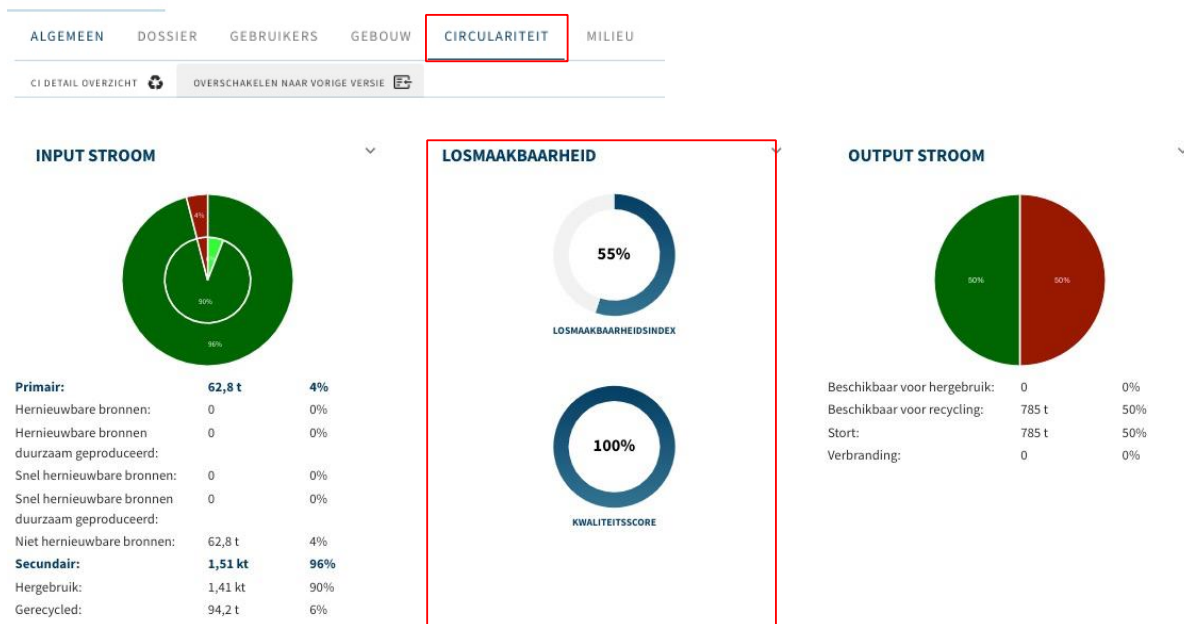 ALGEMEEN DOSSIER GEBRUIKERS GEBOUW CIRCULARITEIT MILIEU
CI DETAIL OVERZICHT OVERSCHAKELEN NAAR VORIGE VERSIE
INPUT STROOM
4%
90%
96%
Primair: 62,8 t 4%
Hernieuwbare bronnen: 0 0%
Hernieuwbare bronnen 0 0%
duurzaam geproduceerd:
Snel hernieuwbare bronnen: 0 0%
Snel hernieuwbare bronnen 0 0%
duurzaam geproduceerd:
Niet hernieuwbare bronnen: 62,8 t 4%
Secundair: 1,51 kt 96%
Hergebruik: 1,41 kt 90%
Gerecycled: 94,2 t 6%
LOSMAAKBAARHEID
55%
LOSMAAKBAARHEIDSINDEX
100%
KWALITEITSSCORE
OUTPUT STROOM
50% 50%
Beschikbaar voor hergebruik: 0 0%
Beschikbaar voor recycling: 785 t 50%
Stort: 785 t 50%
Verbranding: 0 0%